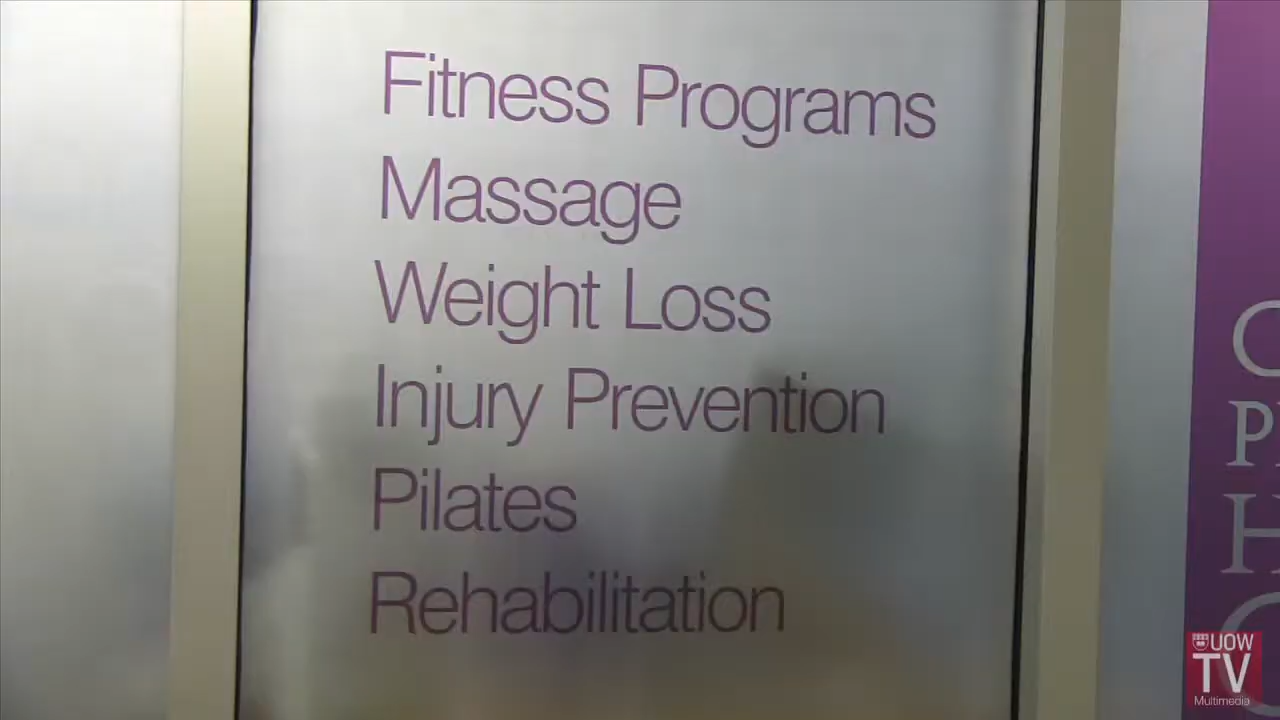 Fitness Programs
Massage
Weight Loss
Injury Prevention
Pilates
Rehabilitation
UOW
TV
Multimedia